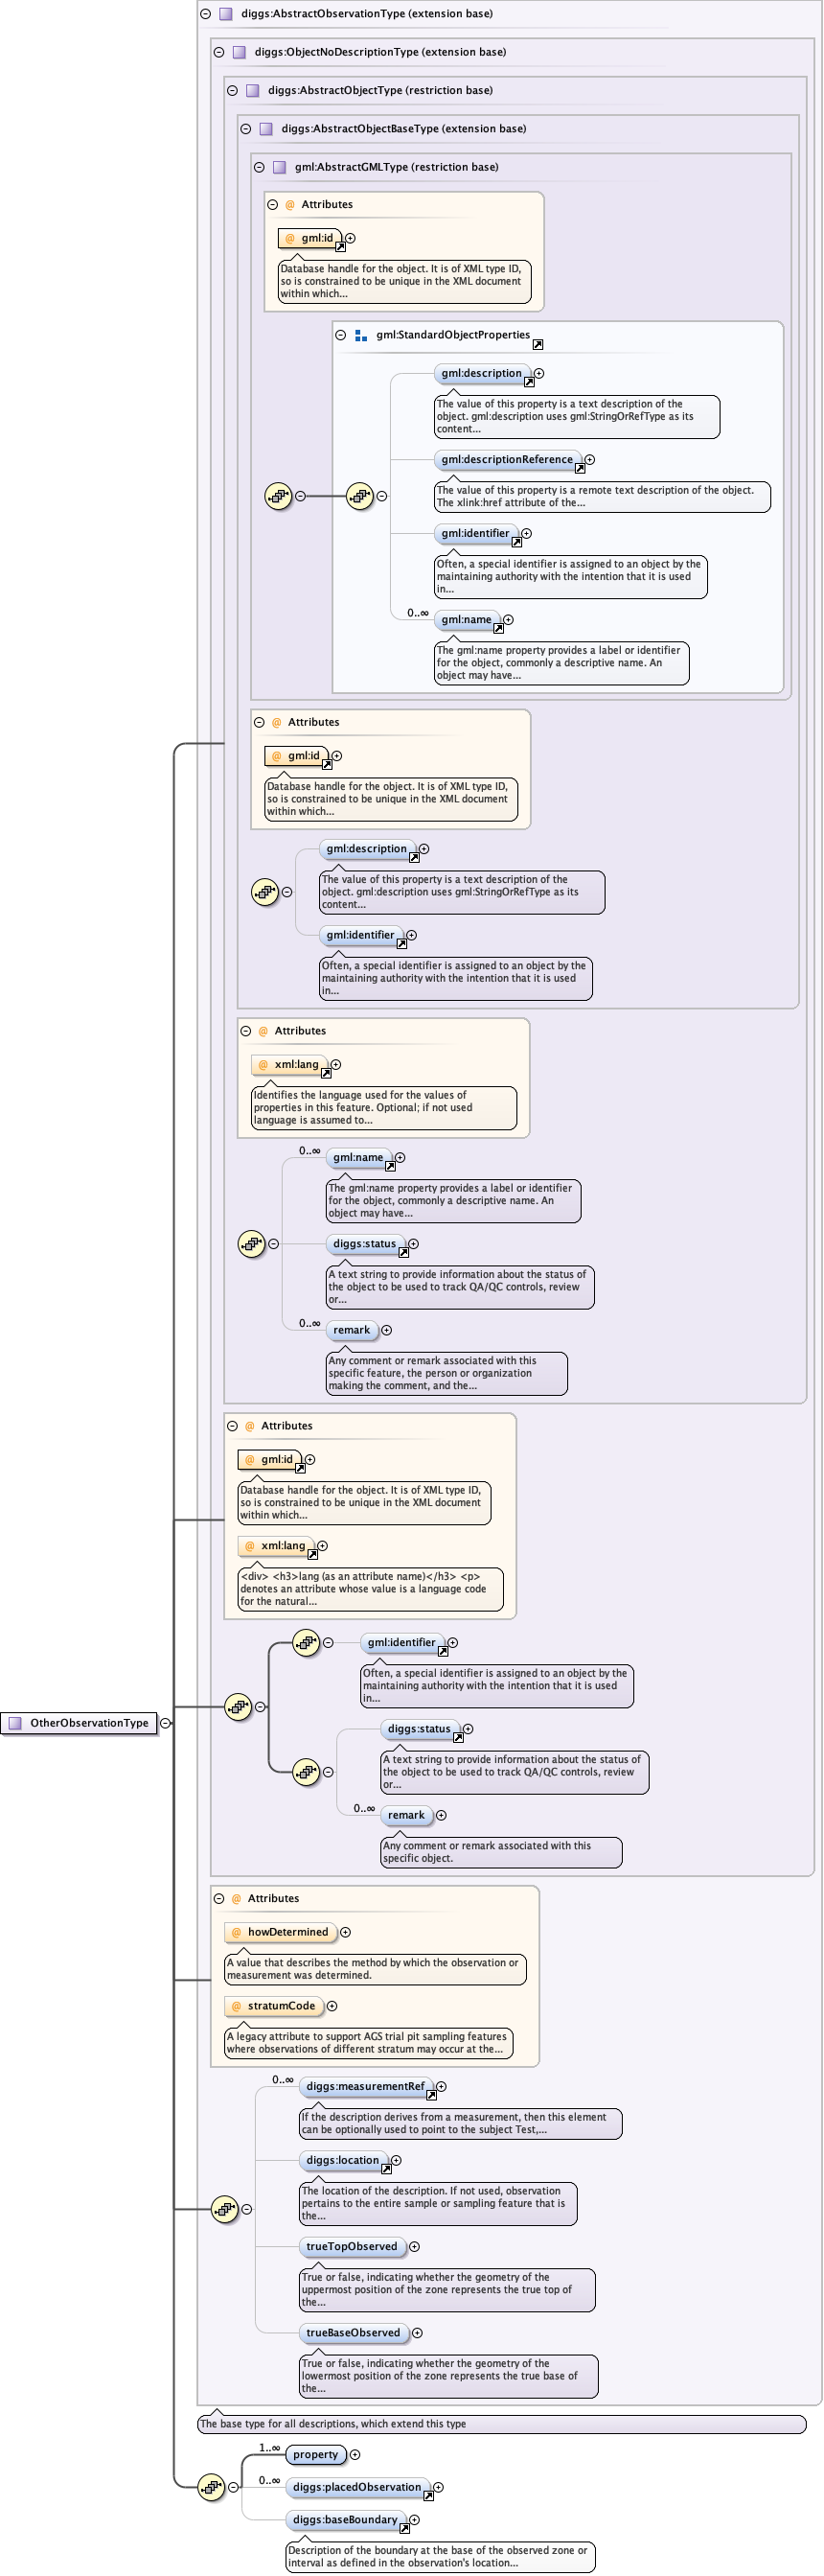 diggs:AbstractObservationType (extension base)
diggs:ObjectNoDescriptionType (extension base)
diggs:AbstractObjectType (restriction base)
diggs:AbstractObjectBaseType (extension base)
gml:AbstractGMLType (restriction base)
@ Attributes
@ gml:id
Database handle for the object. It is of XML type ID,
so is constrained to be unique in the XML document
within which...
gml:StandardObjectProperties
gml:description
The value of this property is a text description of the
object. gml:description uses gml:StringOrRefType as its
content...
gml:descriptionReference
The value of this property is a remote text description of the object.
The xlink:href attribute of the...
gml:identifier
Often, a special identifier is assigned to an object by the
maintaining authority with the intention that it is used
in...
0..∞
gml:name
The gml:name property provides a label or identifier
for the object, commonly a descriptive name. An
object may have...
@ Attributes
@ gml:id
Database handle for the object. It is of XML type ID,
so is constrained to be unique in the XML document
within which...
gml:description
The value of this property is a text description of the
object. gml:description uses gml:StringOrRefType as its
content...
gml:identifier
Often, a special identifier is assigned to an object by the
maintaining authority with the intention that it is used
in...
@ Attributes
@ xml:lang
Identifies the language used for the values of
properties in this feature. Optional; if not used
language is assumed to...
0..∞
gml:name
The gml:name property provides a label or identifier
for the object, commonly a descriptive name. An
object may have...
diggs:status
A text string to provide information about the status of
the object to be used to track QA/QC controls, review
or...
0..∞
remark
Any comment or remark associated with this
specific feature, the person or organization
making the comment, and the...
@ Attributes
@ gml:id
Database handle for the object. It is of XML type ID,
so is constrained to be unique in the XML document
within which...
@ xml:lang
<div> <h3>lang (as an attribute name)</h3> <p>
denotes an attribute whose value is a language code
for the natural...
gml:identifier
Often, a special identifier is assigned to an object by the
maintaining authority with the intention that it is used
in...
OtherObservationType
diggs:status
A text string to provide information about the status of
the object to be used to track QA/QC controls, review
or...
0..∞
remark
Any comment or remark associated with this
specific object.
@ Attributes
@ howDetermined
A value that describes the method by which the observation or
measurement was determined.
@ stratumCode
A legacy attribute to support AGS trial pit sampling features
where observations of different stratum may occur at the...
0..∞
diggs:measurementRef
If the description derives from a measurement, then this element
can be optionally used to point to the subject Test,...
diggs:location
The location of the description. If not used, observation
pertains to the entire sample or sampling feature that is
the...
trueTopObserved
True or false, indicating whether the geometry of the
uppermost position of the zone represents the true top of
the...
trueBaseObserved
True or false, indicating whether the geometry of the
lowermost position of the zone represents the true base of
the...
The base type for all descriptions, which extend this type
1..∞
property
0..∞
diggs:placedObservation
diggs:baseBoundary
Description of the boundary at the base of the observed zone or
interval as defined in the observation's location...